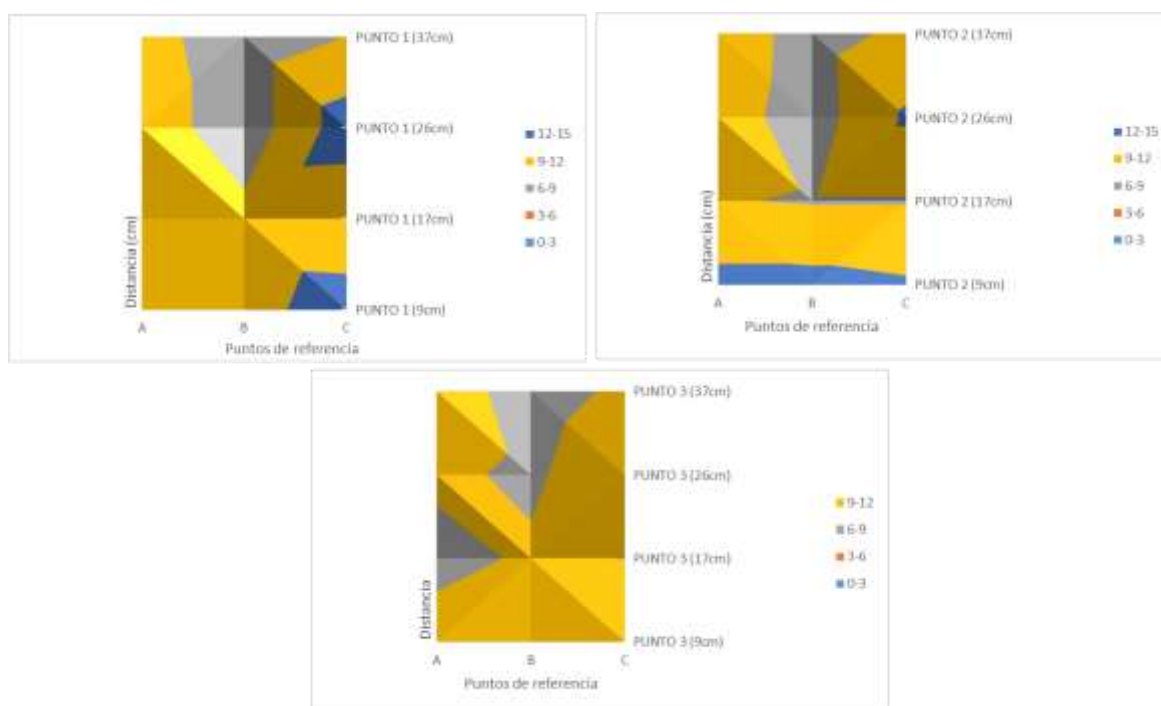 PUNTO 1 (37cm)
PUNTO 1 (26cm)
PUNTO 1 (17cm)
PUNTO 1 (9cm)
Distancia (cm)
A B C
Puntos de referencia
12-15
9-12
6-9
3-6
0-3
PUNTO 2 (37cm)
PUNTO 2 (26cm)
PUNTO 2 (17cm)
PUNTO 2 (9cm)
Distancia (cm)
A B C
Puntos de referencia
12-15
9-12
6-9
3-6
0-3
PUNTO 3 (37cm)
PUNTO 3 (26cm)
PUNTO 3 (17cm)
PUNTO 3 (9cm)
Distancia
A B C
Puntos de referencia
9-12
6-9
3-6
0-3